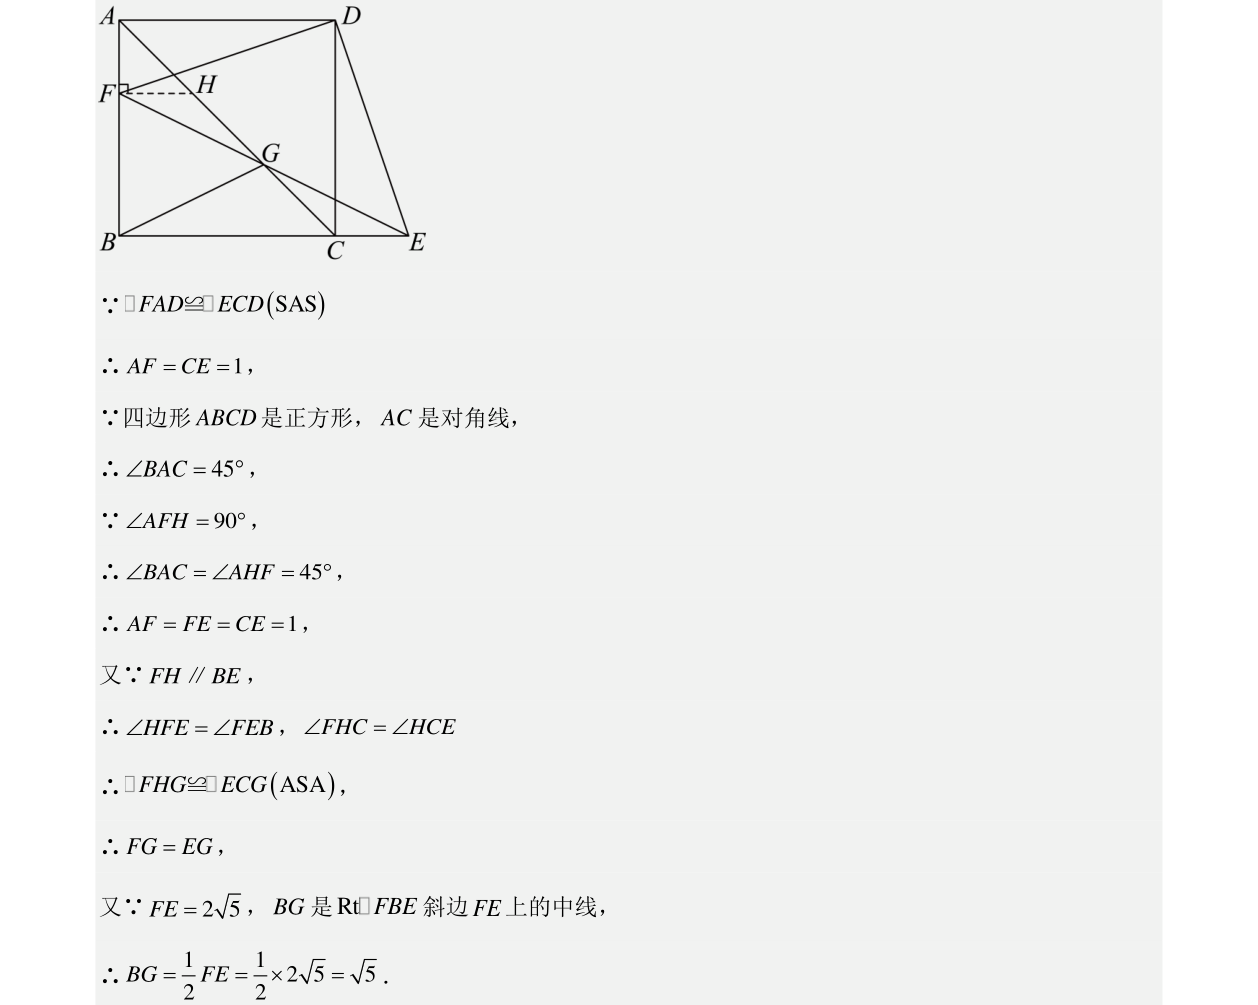 A D
F H
G
B C E
∵□FAD≌□ECD(SAS)
∴AF=CE=1，
∵四边形ABCD是正方形，AC是对角线，
∴∠BAC=45°，
∵∠AFH=90°，
∴∠BAC=∠AHF=45°，
∴AF=FE=CE=1，
又∵FH∥BE，
∴∠HFE=∠FEB，∠FHC=∠HCE
∴□FHG≌□ECG(ASA)，
∴FG=EG，
又∵FE=2√5，BG是Rt□FBE斜边FE上的中线，
∴BG=1/2FE=1/2×2√5=√5．